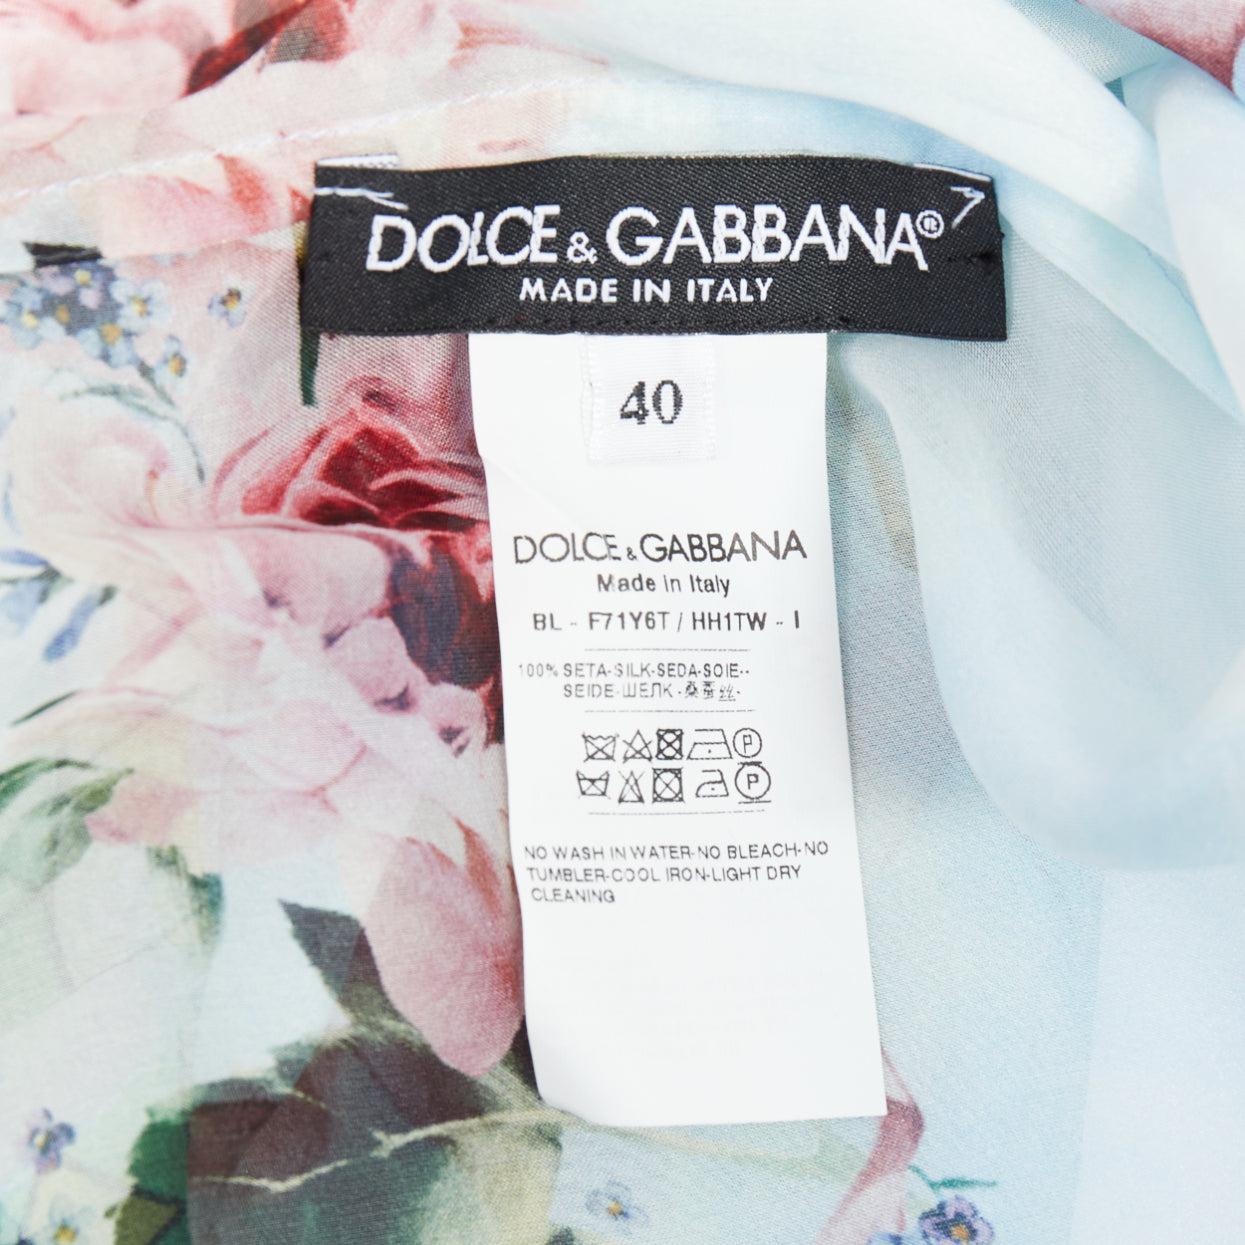 DOLCE & GABBANA®
MADE IN ITALY
40
DOLCE & GABBANA
Made in Italy
BL - F71Y6T / HH1TW - I
100% SETA-SILK-SEDA-SOIE-
SEIDE-ШЕЛК-桑蚕丝-
P
P
NO WASH IN WATER-NO BLEACH-NO
TUMBLER-COOL IRON-LIGHT DRY
CLEANING